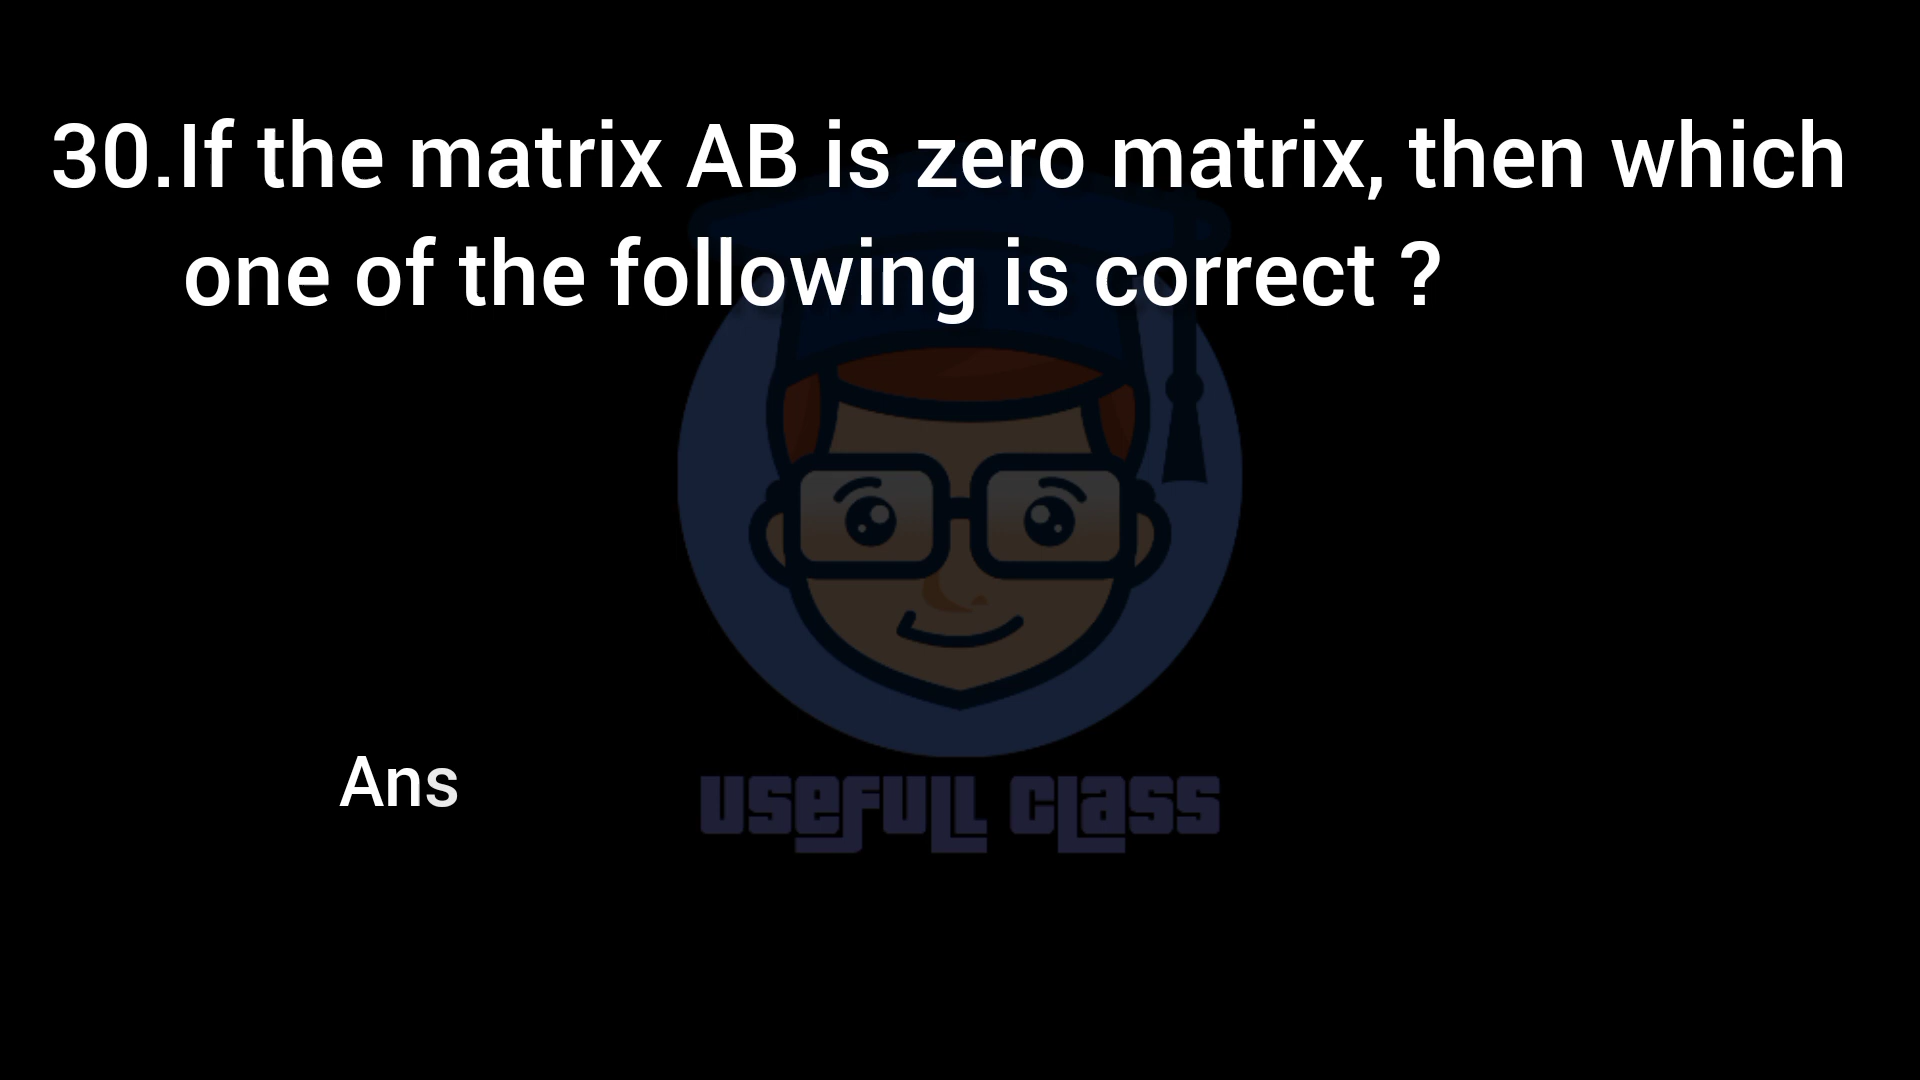 30.If the matrix AB is zero matrix, then which
one of the following is correct ?
Ans
USEFULL CLASS